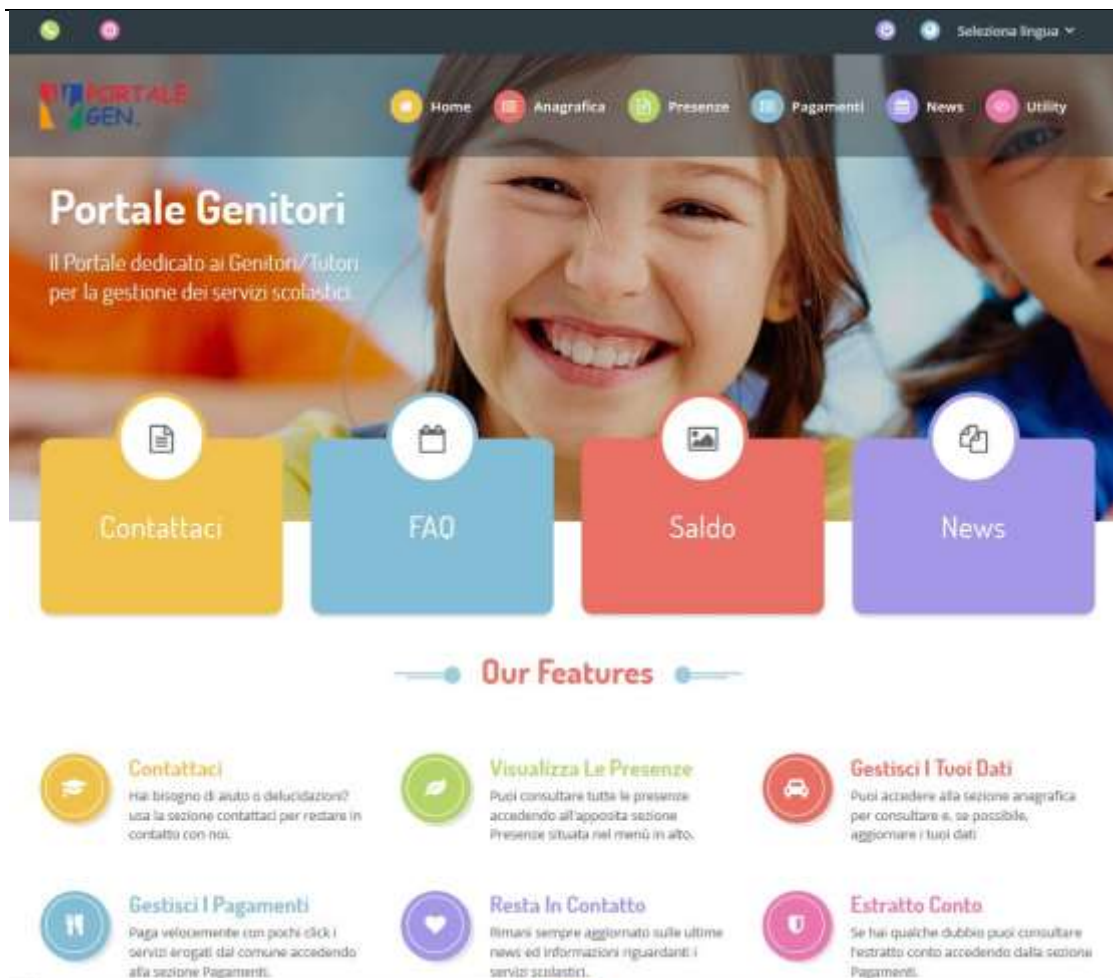 Seleziona lingua
PORTALE
GEN.
Home Anagrafica Presenze Pagamenti News Utility
Portale Genitori
Il Portale dedicato ai Genitori/Tutori
per la gestione dei servizi scolastici.
Contattaci FAQ Saldo News
Our Features
Contattaci
Hai bisogno di aiuto o delucidazioni?
usa la sezione contattaci per restare in
contatto con noi.
Visualizza Le Presenze
Puoi consultare tutte le presenze
accedendo all'apposita sezione
Presenze situata nel menù in alto.
Gestisci I Tuoi Dati
Puoi accedere alla sezione anagrafica
per consultare e, se possibile,
aggiornare i tuoi dati
Gestisci I Pagamenti
Paga velocemente con pochi click i
servizi erogati dal comune accedendo
alla sezione Pagamenti.
Resta In Contatto
Rimani sempre aggiornato sulle ultime
news ed informazioni riguardanti i
servizi scolastici.
Estratto Conto
Se hai qualche dubbio puoi consultare
l'estratto conto accedendo dalla sezione
Pagamenti.